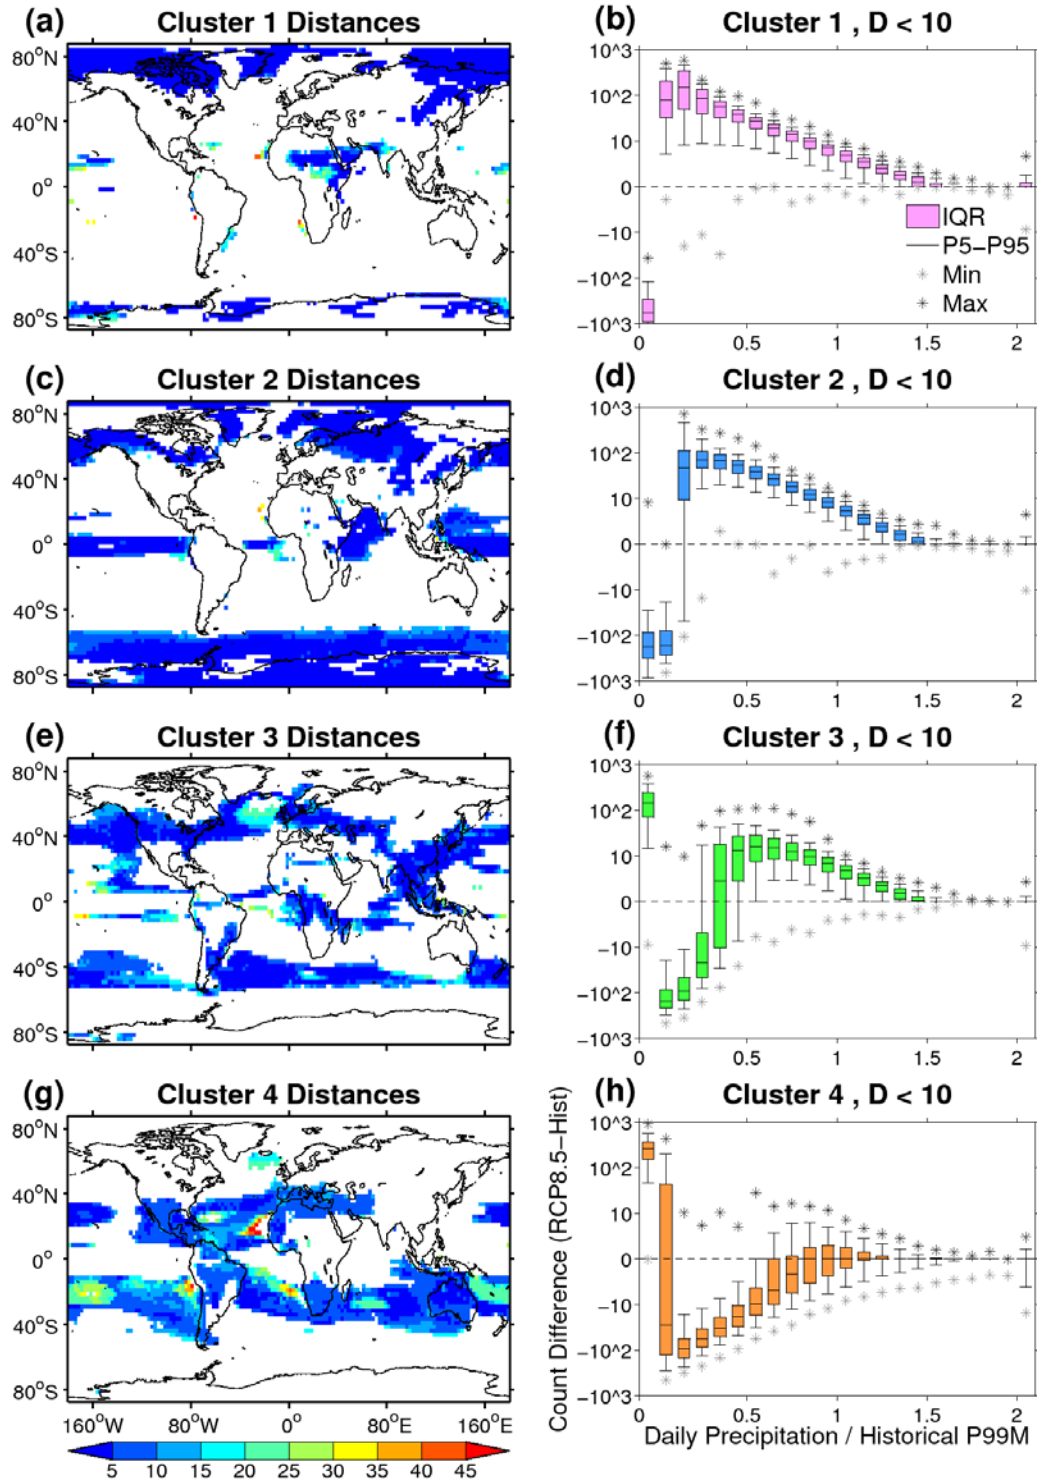 (a) Cluster 1 Distances
80°N
40°N
0°
40°S
80°S
(b) Cluster 1 , D < 10
10^3
10^2
10
0
-10
-10^2
-10^3
IQR
P5-P95
Min
Max
0 0.5 1 1.5 2
(c) Cluster 2 Distances
80°N
40°N
0°
40°S
80°S
(d) Cluster 2 , D < 10
10^3
10^2
10
0
-10
-10^2
-10^3
0 0.5 1 1.5 2
(e) Cluster 3 Distances
80°N
40°N
0°
40°S
80°S
(f) Cluster 3 , D < 10
10^3
10^2
10
0
-10
-10^2
-10^3
0 0.5 1 1.5 2
(g) Cluster 4 Distances
80°N
40°N
0°
40°S
80°S
160°W 80°W 0° 80°E 160°E
5 10 15 20 25 30 35 40 45
(h) Cluster 4 , D < 10
Count Difference (RCP8.5-Hist)
10^3
10^2
10
0
-10
-10^2
-10^3
0 0.5 1 1.5 2
Daily Precipitation / Historical P99M